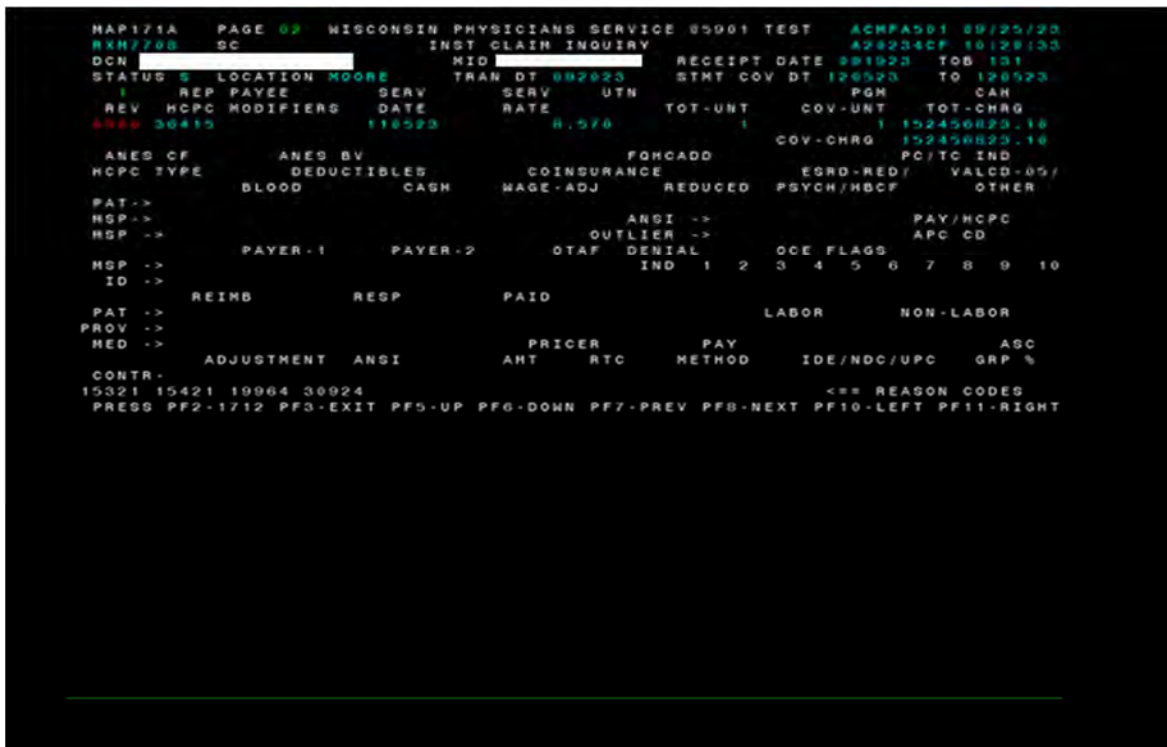 MAP171A PAGE 02 WISCONSIN PHYSICIANS SERVICE 05901 TEST ACMFA501 09/25/23
RXM7708 SC INST CLAIM INQUIRY A20234CF 10:20:33
DCN MID RECEIPT DATE 091923 TOB 131
STATUS S LOCATION MOORE TRAN DT 092023 STMT COV DT 120523 TO 120523
1 REP PAYEE SERV SERV UTN PGM CAH
REV HCPC MODIFIERS DATE RATE TOT-UNT COV-UNT TOT-CHRG
30415 110523 8.570 1 1 152450823.10
COV-CHRG 152450823.10
ANES CF ANES BV FQHCADD PC/TC IND
HCPC TYPE DEDUCTIBLES COINSURANCE ESRD-RED/ VALCD-05/
BLOOD CASH WAGE-ADJ REDUCED PSYCH/HBCF OTHER
PAT->
MSP-> ANSI -> PAY/HCPC
MSP -> OUTLIER -> APC CD
PAYER-1 PAYER-2 OTAF DENIAL OCE FLAGS
MSP -> IND 1 2 3 4 5 6 7 8 9 10
ID ->
REIMB RESP PAID
PAT -> LABOR NON-LABOR
PROV ->
MED -> PRICER PAY ASC
ADJUSTMENT ANSI AMT RTC METHOD IDE/NDC/UPC GRP %
CONTR-
15321 15421 19964 30924 <== REASON CODES
PRESS PF2-1712 PF3-EXIT PF5-UP PF6-DOWN PF7-PREV PF8-NEXT PF10-LEFT PF11-RIGHT